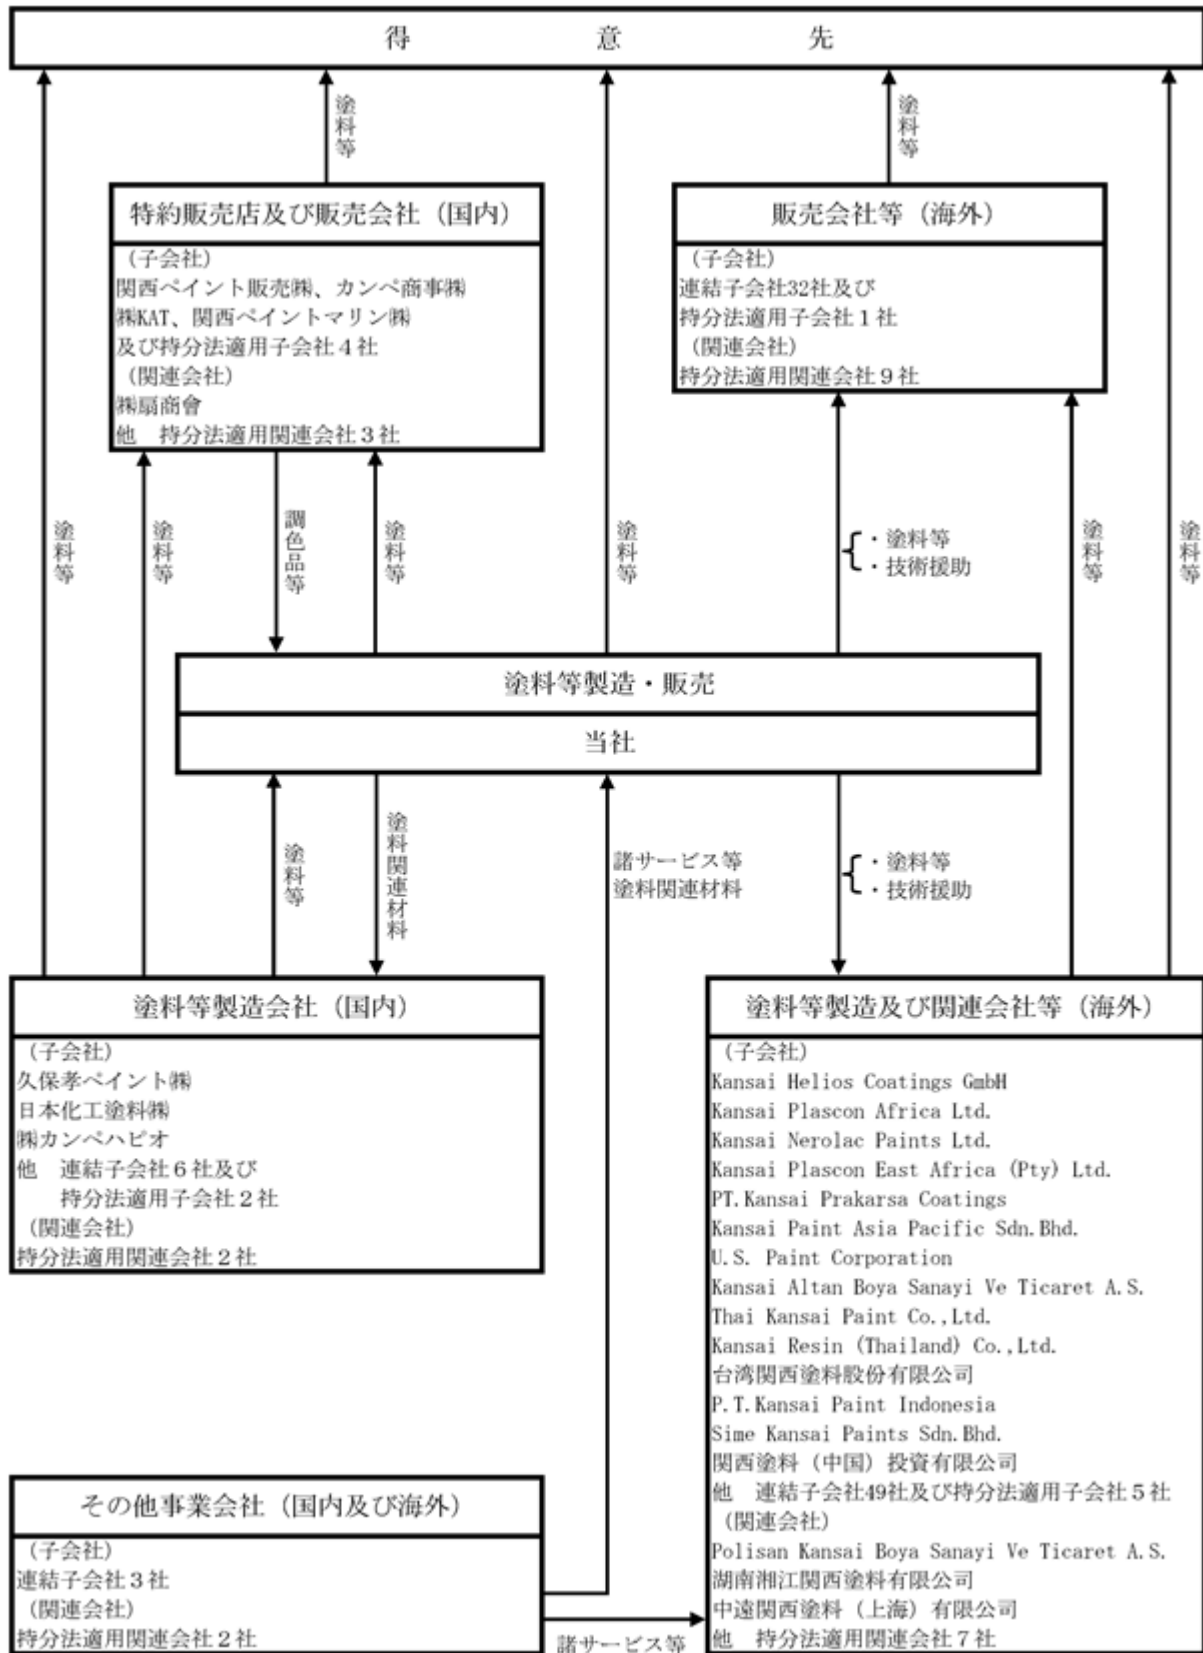 得意先
塗料等
塗料等
特約販売店及び販売会社（国内）
（子会社）
関西ペイント販売㈱、カンペ商事㈱
㈱KAT、関西ペイントマリン㈱
及び持分法適用子会社４社
（関連会社）
㈱扇商會
他　持分法適用関連会社３社
販売会社等（海外）
（子会社）
連結子会社32社及び
持分法適用子会社１社
（関連会社）
持分法適用関連会社９社
塗料等
塗料等
調色品等
塗料等
塗料等
・塗料等
・技術援助
塗料等
塗料等
塗料等製造・販売
当社
塗料等
塗料関連材料
諸サービス等
塗料関連材料
・塗料等
・技術援助
塗料等製造会社（国内）
（子会社）
久保孝ペイント㈱
日本化工塗料㈱
㈱カンペハピオ
他　連結子会社６社及び
持分法適用子会社２社
（関連会社）
持分法適用関連会社２社
塗料等製造及び関連会社等（海外）
（子会社）
Kansai Helios Coatings GmbH
Kansai Plascon Africa Ltd.
Kansai Nerolac Paints Ltd.
Kansai Plascon East Africa (Pty) Ltd.
PT.Kansai Prakarsa Coatings
Kansai Paint Asia Pacific Sdn.Bhd.
U.S. Paint Corporation
Kansai Altan Boya Sanayi Ve Ticaret A.S.
Thai Kansai Paint Co.,Ltd.
Kansai Resin (Thailand) Co.,Ltd.
台湾関西塗料股份有限公司
P.T.Kansai Paint Indonesia
Sime Kansai Paints Sdn.Bhd.
関西塗料（中国）投資有限公司
他　連結子会社49社及び持分法適用子会社５社
（関連会社）
Polisan Kansai Boya Sanayi Ve Ticaret A.S.
湖南湘江関西塗料有限公司
中遠関西塗料（上海）有限公司
他　持分法適用関連会社７社
その他事業会社（国内及び海外）
（子会社）
連結子会社３社
（関連会社）
持分法適用関連会社２社
諸サービス等